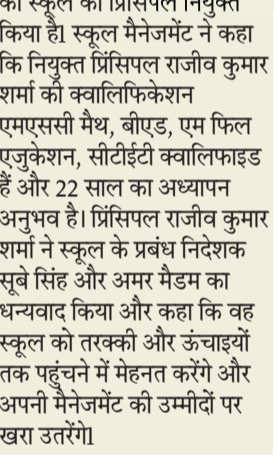 को स्कूल का प्रिंसिपल नियुक्त
किया है1 स्कूल मैनेजमेंट ने कहा
कि नियुक्त प्रिंसिपल राजीव कुमार
शर्मा की क्वालिफिकेशन
एमएससी मैथ, बीएड, एम फिल
एजुकेशन, सीटीईटी क्वालिफाइड
हैं और 22 साल का अध्यापन
अनुभव है। प्रिंसिपल राजीव कुमार
शर्मा ने स्कूल के प्रबंध निदेशक
सूबे सिंह और अमर मैडम का
धन्यवाद किया और कहा कि वह
स्कूल को तरक्की और ऊंचाइयों
तक पहुंचने में मेहनत करेंगे और
अपनी मैनेजमेंट की उम्मीदों पर
खरा उतरेंगे1